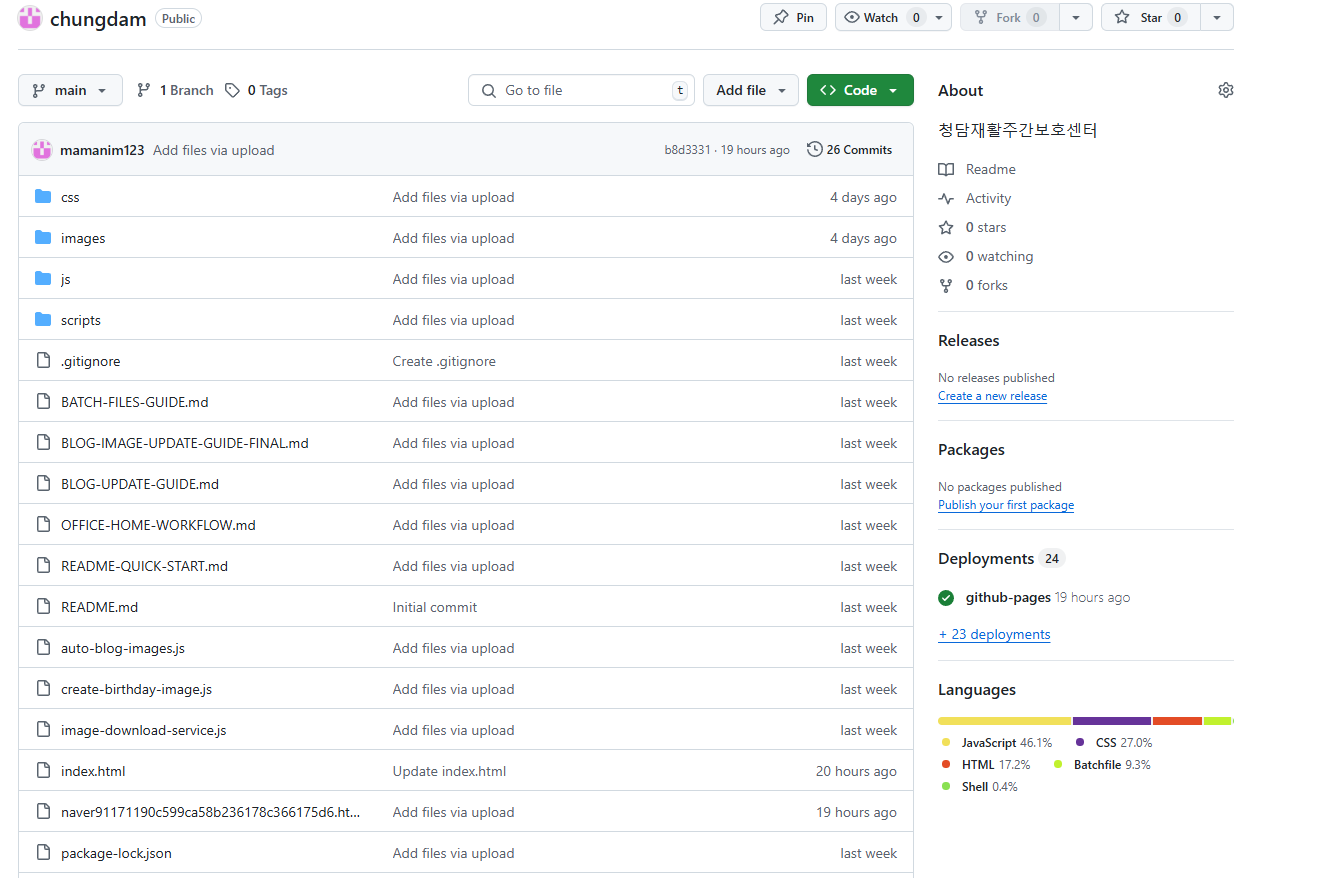 chungdam Public Pin Watch 0 Fork 0 Star 0
main 1 Branch 0 Tags Go to file t Add file Code
mamanim123 Add files via upload b8d3331 · 19 hours ago 26 Commits
css Add files via upload 4 days ago
images Add files via upload 4 days ago
js Add files via upload last week
scripts Add files via upload last week
.gitignore Create .gitignore last week
BATCH-FILES-GUIDE.md Add files via upload last week
BLOG-IMAGE-UPDATE-GUIDE-FINAL.md Add files via upload last week
BLOG-UPDATE-GUIDE.md Add files via upload last week
OFFICE-HOME-WORKFLOW.md Add files via upload last week
README-QUICK-START.md Add files via upload last week
README.md Initial commit last week
auto-blog-images.js Add files via upload last week
create-birthday-image.js Add files via upload last week
image-download-service.js Add files via upload last week
index.html Update index.html 20 hours ago
naver91171190c599ca58b236178c366175d6.ht... Add files via upload 19 hours ago
package-lock.json Add files via upload last week
About
청담재활주간보호센터
Readme
Activity
0 stars
0 watching
0 forks
Releases
No releases published
Create a new release
Packages
No packages published
Publish your first package
Deployments 24
github-pages 19 hours ago
+ 23 deployments
Languages
JavaScript 46.1% CSS 27.0%
HTML 17.2% Batchfile 9.3%
Shell 0.4%